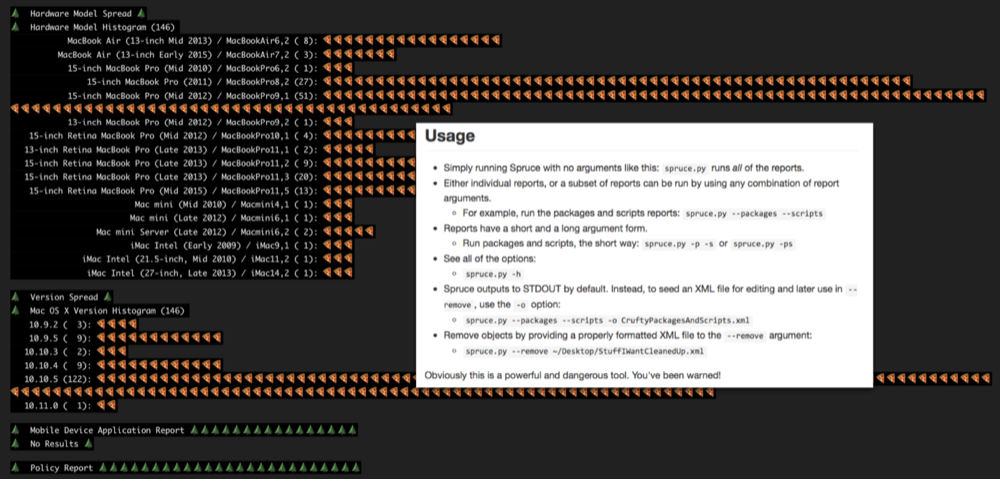 Hardware Model Spread
Hardware Model Histogram (146)
MacBook Air (13-inch Mid 2013) / MacBookAir6,2 ( 8):
MacBook Air (13-inch Early 2015) / MacBookAir7,2 ( 3):
15-inch MacBook Pro (Mid 2010) / MacBookPro6,2 ( 1):
15-inch MacBook Pro (2011) / MacBookPro8,2 (27):
15-inch MacBook Pro (Mid 2012) / MacBookPro9,1 (51):
13-inch MacBook Pro (Mid 2012) / MacBookPro9,2 ( 1):
15-inch Retina MacBook Pro (Mid 2012) / MacBookPro10,1 ( 4):
13-inch Retina MacBook Pro (Late 2013) / MacBookPro11,1 ( 2):
15-inch Retina MacBook Pro (Late 2013) / MacBookPro11,2 ( 9):
15-inch Retina MacBook Pro (Late 2013) / MacBookPro11,3 (20):
15-inch Retina MacBook Pro (Mid 2015) / MacBookPro11,5 (13):
Mac mini (Mid 2010) / Macmini4,1 ( 1):
Mac mini (Late 2012) / Macmini6,1 ( 1):
Mac mini Server (Late 2012) / Macmini6,2 ( 2):
iMac Intel (Early 2009) / iMac9,1 ( 1):
iMac Intel (21.5-inch, Mid 2010) / iMac11,2 ( 1):
iMac Intel (27-inch, Late 2013) / iMac14,2 ( 1):
Version Spread
Mac OS X Version Histogram (146)
10.9.2 ( 3):
10.9.5 ( 9):
10.10.3 ( 2):
10.10.4 ( 9):
10.10.5 (122):
10.11.0 ( 1):
Mobile Device Application Report
No Results
Policy Report
Usage
• Simply running Spruce with no arguments like this: spruce.py runs all of the reports.
• Either individual reports, or a subset of reports can be run by using any combination of report
arguments.
◦ For example, run the packages and scripts reports: spruce.py --packages --scripts
• Reports have a short and a long argument form.
◦ Run packages and scripts, the short way: spruce.py -p -s or spruce.py -ps
• See all of the options:
◦ spruce.py -h
• Spruce outputs to STDOUT by default. Instead, to seed an XML file for editing and later use in --
remove , use the -o option:
◦ spruce.py --packages --scripts -o CruftyPackagesAndScripts.xml
• Remove objects by providing a properly formatted XML file to the --remove argument:
◦ spruce.py --remove ~/Desktop/StuffIWantCleanedUp.xml
Obviously this is a powerful and dangerous tool. You've been warned!